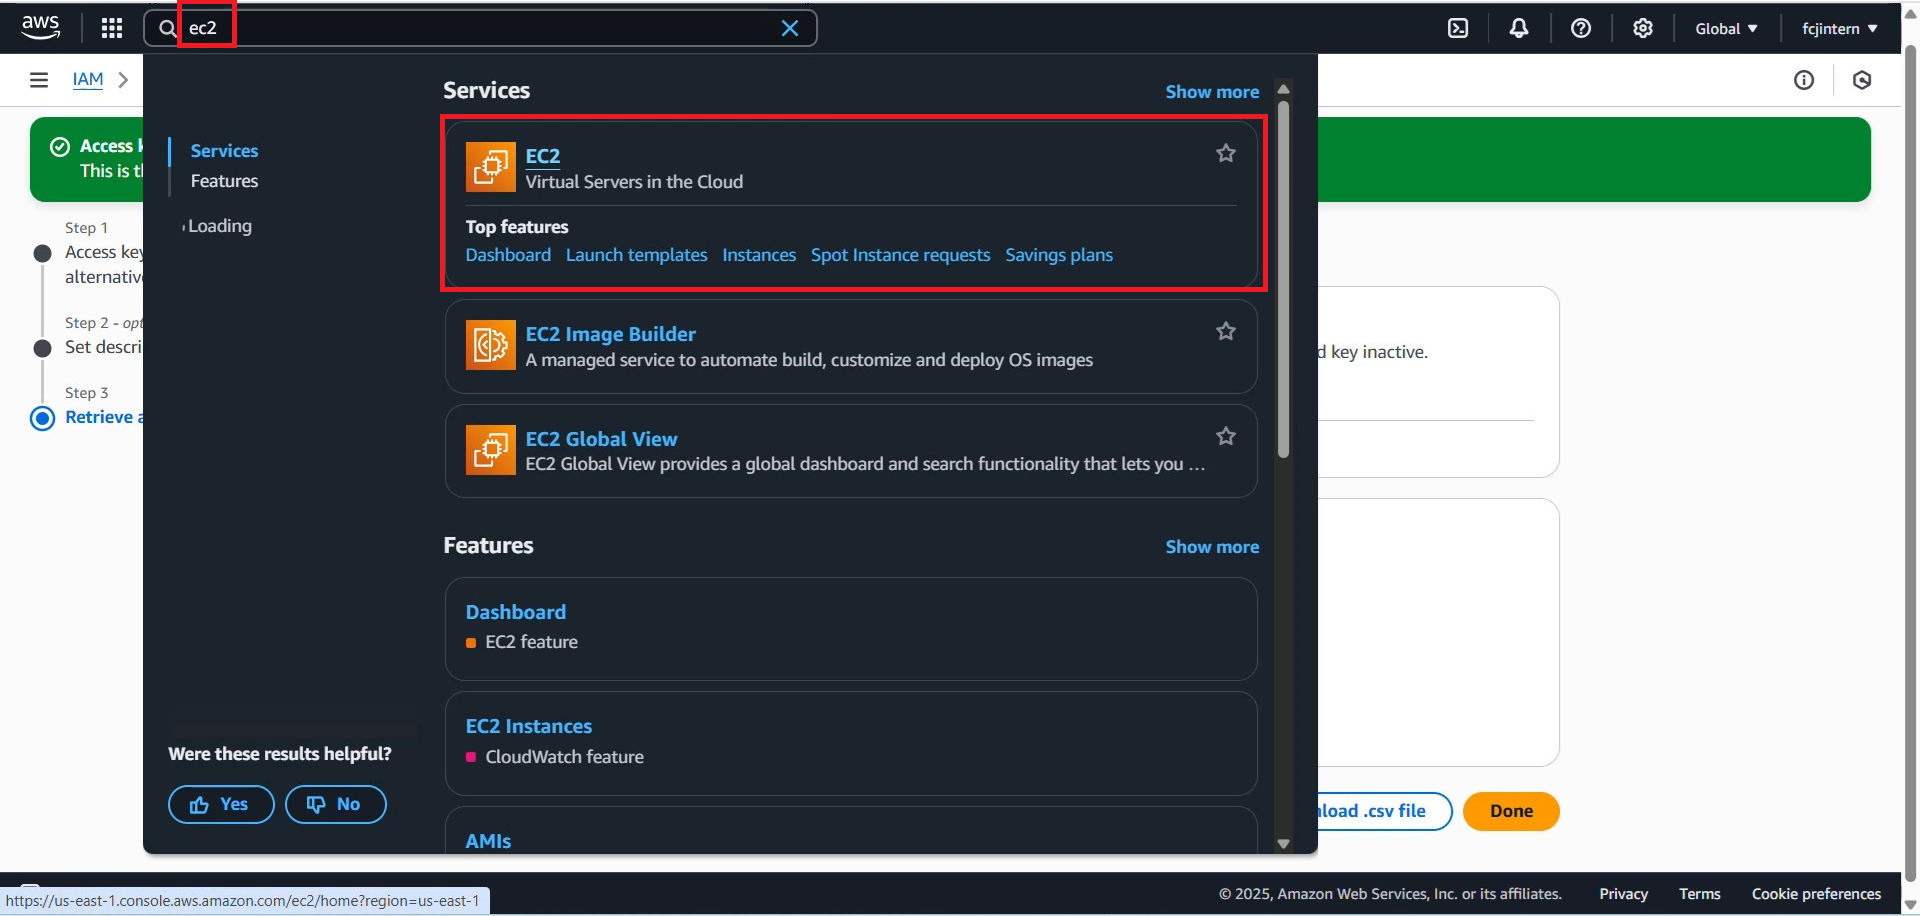 aws
ec2
Global
fcjintern
IAM
Services
Show more
Access
This is
Services
Features
Loading
EC2
Virtual Servers in the Cloud
Top features
Dashboard Launch templates Instances Spot Instance requests Savings plans
Step 1
Access key
alternativ
Step 2 - opt
Set descri
Step 3
Retrieve a
EC2 Image Builder
A managed service to automate build, customize and deploy OS images
EC2 Global View
EC2 Global View provides a global dashboard and search functionality that lets you ...
d key inactive.
Features
Show more
Dashboard
EC2 feature
EC2 Instances
CloudWatch feature
AMIs
Were these results helpful?
Yes
No
load .csv file
Done
https://us-east-1.console.aws.amazon.com/ec2/home?region=us-east-1
© 2025, Amazon Web Services, Inc. or its affiliates.
Privacy
Terms
Cookie preferences